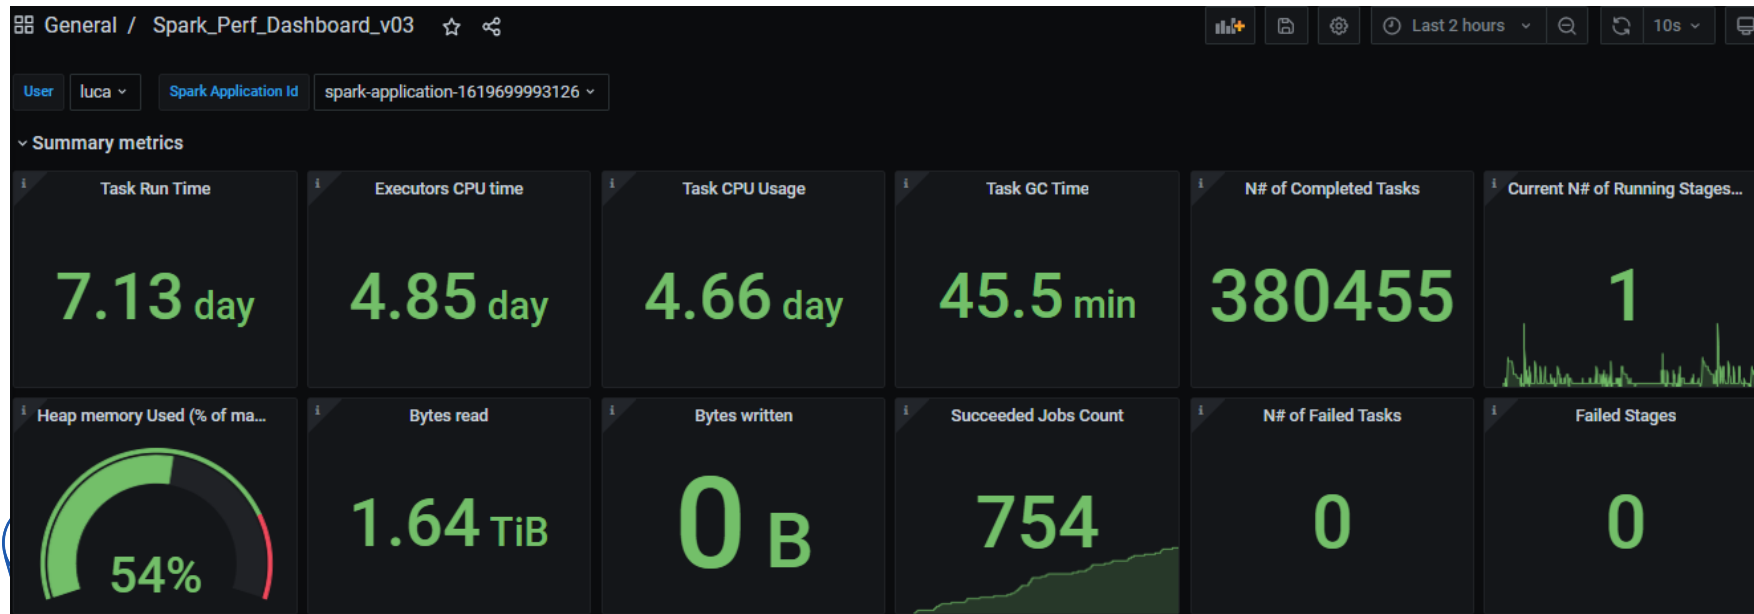 General / Spark_Perf_Dashboard_v03
Last 2 hours
10s
User luca Spark Application Id spark-application-1619699993126
Summary metrics
Task Run Time
7.13 day
Executors CPU time
4.85 day
Task CPU Usage
4.66 day
Task GC Time
45.5 min
N# of Completed Tasks
380455
Current N# of Running Stages...
1
Heap memory Used (% of ma...
54%
Bytes read
1.64 TiB
Bytes written
0 B
Succeeded Jobs Count
754
N# of Failed Tasks
0
Failed Stages
0